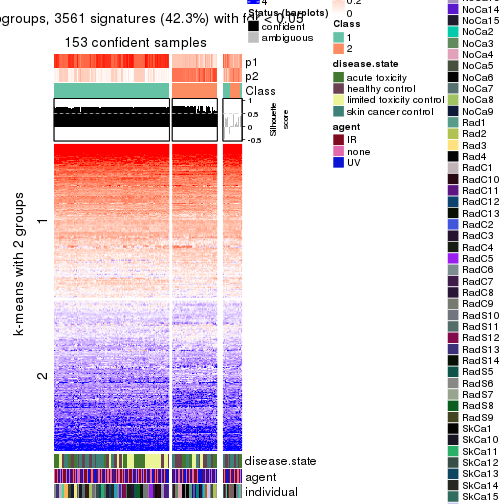 groups, 3561 signatures (42.3%) with fdr < 0.05
153 confident samples
p1
p2
Class
1
0.5
0
-0.5
Silhouette
score
k-means with 2 groups
1
2
disease.state
agent
individual
4
Status (barplots)
confident
ambiguous
0.2
0
Class
1
2
disease.state
acute toxicity
healthy control
limited toxicity control
skin cancer control
agent
IR
none
UV
NoCa14
NoCa15
NoCa2
NoCa3
NoCa4
NoCa5
NoCa6
NoCa7
NoCa8
NoCa9
Rad1
Rad2
Rad3
Rad4
RadC1
RadC10
RadC11
RadC12
RadC13
RadC2
RadC3
RadC4
RadC5
RadC6
RadC7
RadC8
RadC9
RadS10
RadS11
RadS12
RadS13
RadS14
RadS5
RadS6
RadS7
RadS8
RadS9
SkCa1
SkCa10
SkCa11
SkCa12
SkCa13
SkCa14
SkCa15